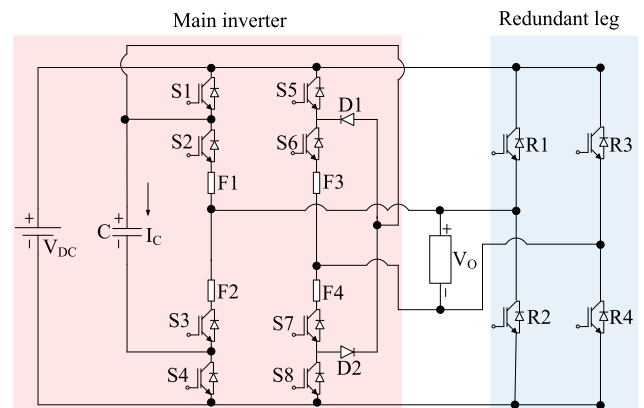 Main inverter
Redundant leg
S1
S5
D1
S2
S6
R1
R3
F1
F3
+
+
C
−
I_C
+
−
V_DC
+
V_O
−
F2
F4
S3
S7
R2
R4
D2
S4
S8